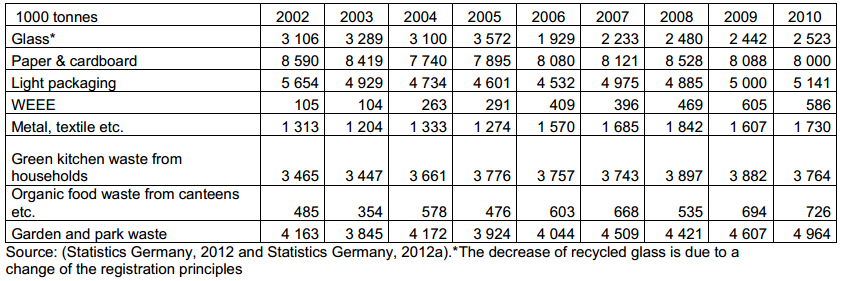 1000 tonnes 2002 2003 2004 2005 2006 2007 2008 2009 2010
Glass* 3 106 3 289 3 100 3 572 1 929 2 233 2 480 2 442 2 523
Paper & cardboard 8 590 8 419 7 740 7 895 8 080 8 121 8 528 8 088 8 000
Light packaging 5 654 4 929 4 734 4 601 4 532 4 975 4 885 5 000 5 141
WEEE 105 104 263 291 409 396 469 605 586
Metal, textile etc. 1 313 1 204 1 333 1 274 1 570 1 685 1 842 1 607 1 730
Green kitchen waste from
households 3 465 3 447 3 661 3 776 3 757 3 743 3 897 3 882 3 764
Organic food waste from canteens
etc. 485 354 578 476 603 668 535 694 726
Garden and park waste 4 163 3 845 4 172 3 924 4 044 4 509 4 421 4 607 4 964
Source: (Statistics Germany, 2012 and Statistics Germany, 2012a).*The decrease of recycled glass is due to a
change of the registration principles